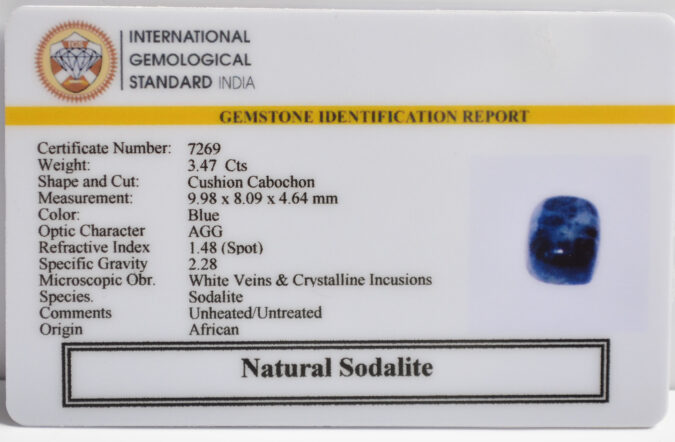 INTERNATIONAL
GEMOLOGICAL
STANDARD INDIA
GEMSTONE IDENTIFICATION REPORT
Certificate Number: 7269
Weight: 3.47 Cts
Shape and Cut: Cushion Cabochon
Measurement: 9.98 x 8.09 x 4.64 mm
Color: Blue
Optic Character AGG
Refractive Index 1.48 (Spot)
Specific Gravity 2.28
Microscopic Obr. White Veins & Crystalline Incusions
Species. Sodalite
Comments Unheated/Untreated
Origin African
Natural Sodalite